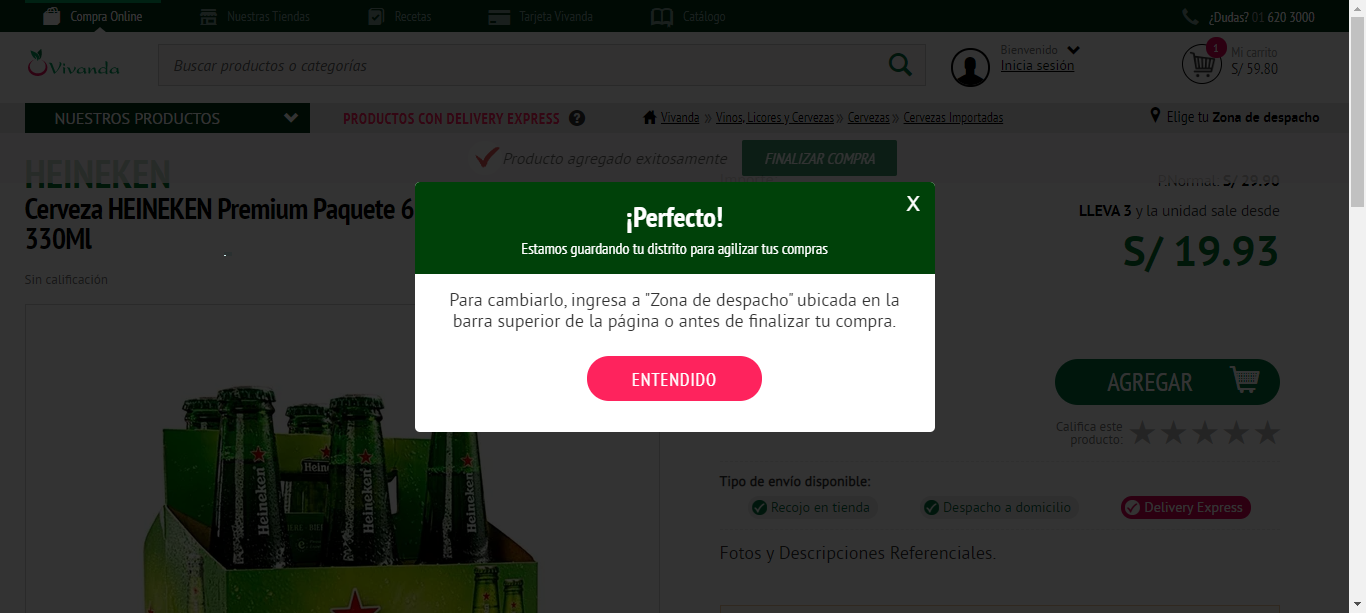 Compra Online
Nuestras Tiendas
Recetas
Tarjeta Vivanda
Catálogo
¿Dudas? 01 620 3000
Vivanda
Buscar productos o categorías
Bienvenido
Inicia sesión
1
Mi carrito
S/ 59.80
NUESTROS PRODUCTOS
PRODUCTOS CON DELIVERY EXPRESS ?
Vivanda » Vinos, Licores y Cervezas » Cervezas » Cervezas Importadas
Elige tu Zona de despacho
Producto agregado exitosamente
FINALIZAR COMPRA
HEINEKEN
Cerveza HEINEKEN Premium Paquete 6
330Ml
Sin calificación
P.Normal: S/ 29.90
LLEVA 3 y la unidad sale desde
S/ 19.93
¡Perfecto!
X
Estamos guardando tu distrito para agilizar tus compras
Para cambiarlo, ingresa a "Zona de despacho" ubicada en la
barra superior de la página o antes de finalizar tu compra.
ENTENDIDO
AGREGAR
Califica este
producto:
Tipo de envío disponible:
Recojo en tienda
Despacho a domicilio
Delivery Express
Fotos y Descripciones Referenciales.
Heineken
Heineken
Heineken